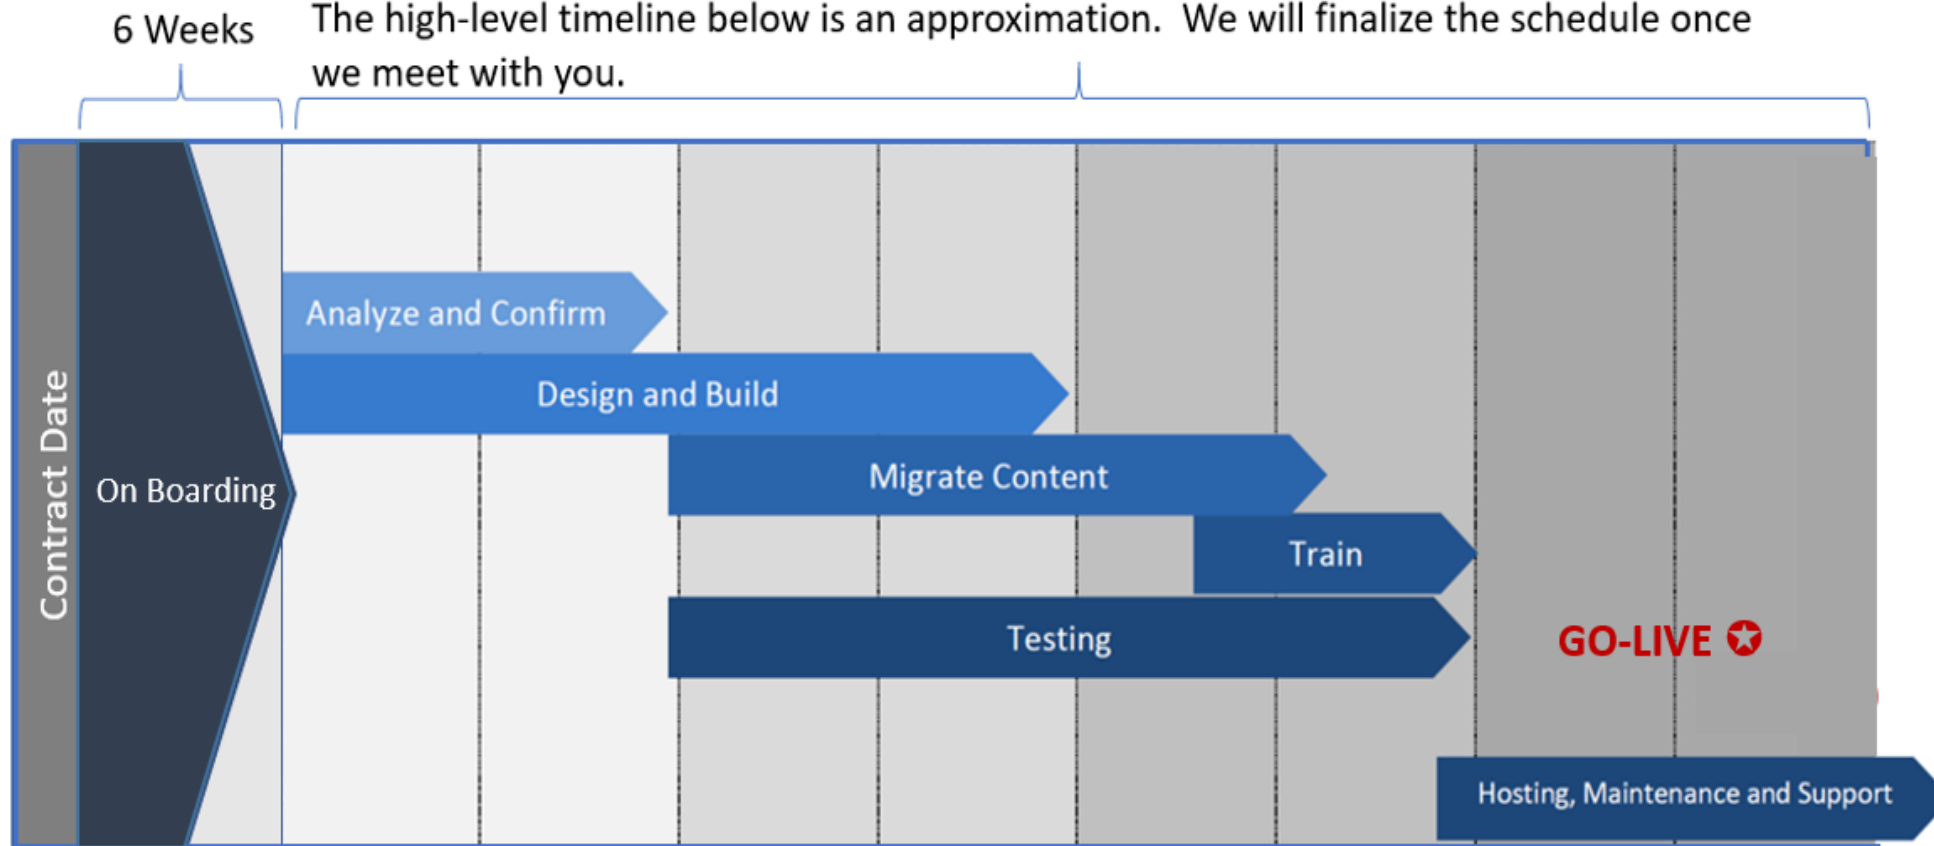 6 Weeks
The high-level timeline below is an approximation.  We will finalize the schedule once
we meet with you.
Contract Date
On Boarding
Analyze and Confirm
Design and Build
Migrate Content
Train
Testing
GO-LIVE
Hosting, Maintenance and Support